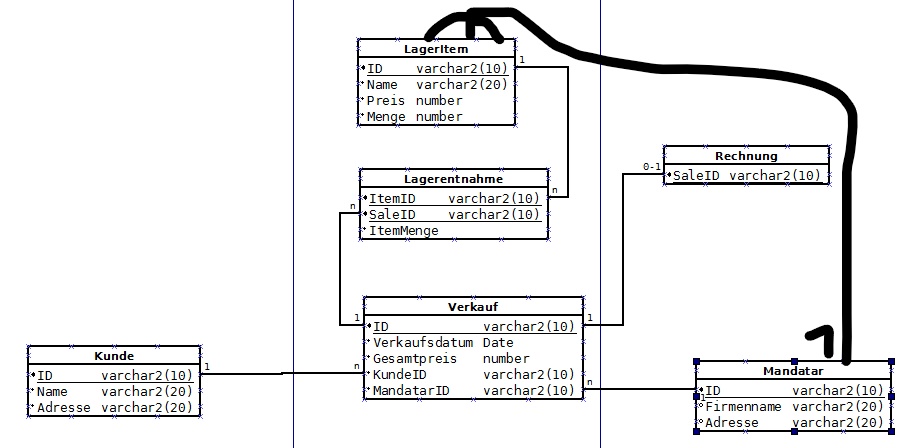 LagerItem
1
ID varchar2(10)
Name varchar2(20)
Preis number
Menge number
Rechnung
0-1
SaleID varchar2(10)
Lagerentnahme
n
ItemID varchar2(10)
n
SaleID varchar2(10)
ItemMenge
Verkauf
1
ID varchar2(10)
1
Verkaufsdatum Date
Gesamtpreis number
n
KundeID varchar2(10)
n
MandatarID varchar2(10)
Kunde
1
ID varchar2(10)
Name varchar2(20)
Adresse varchar2(20)
1
Mandatar
ID varchar2(10)
1
Firmenname varchar2(20)
Adresse varchar2(20)